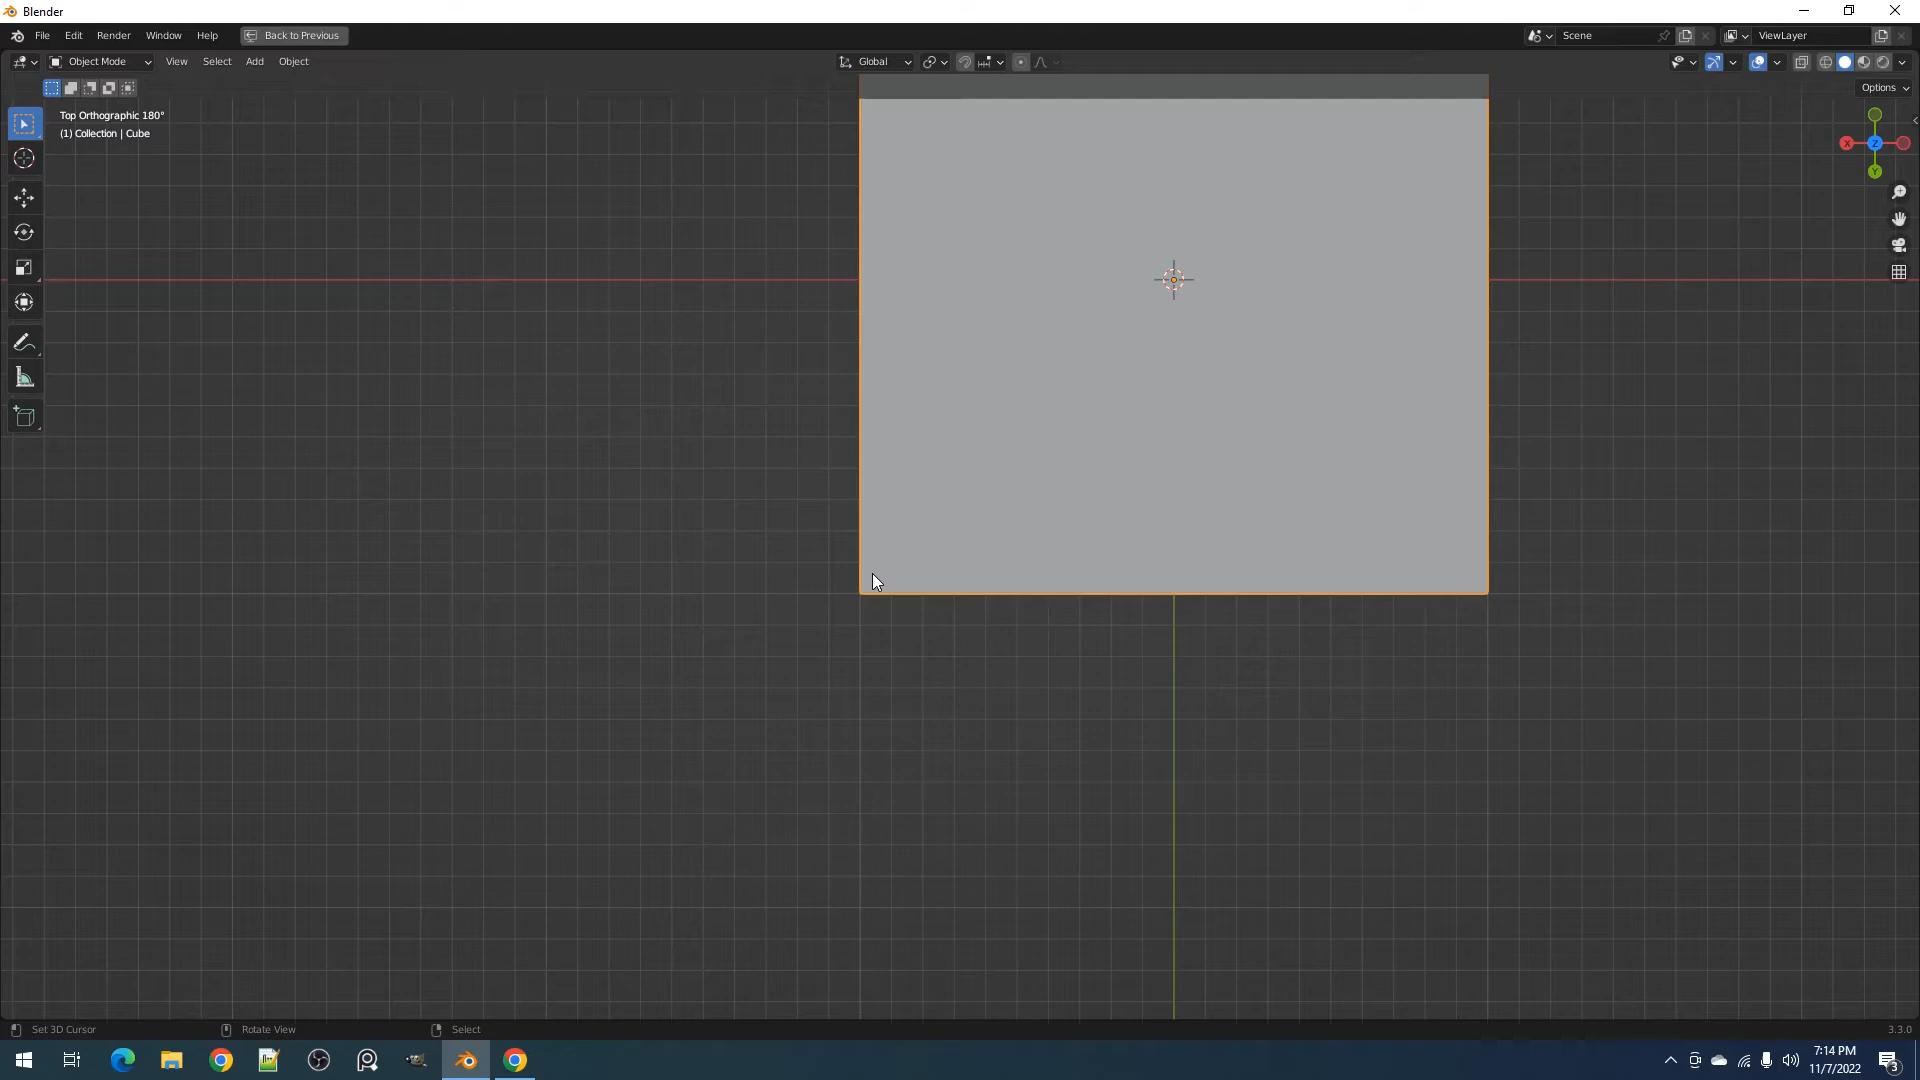 Blender
File Edit Render Window Help Back to Previous Scene ViewLayer
Object Mode View Select Add Object Global
Options
Top Orthographic 180°
(1) Collection | Cube
X Z
Y
Set 3D Cursor Rotate View Select 3.3.0
7:14 PM
11/7/2022
3